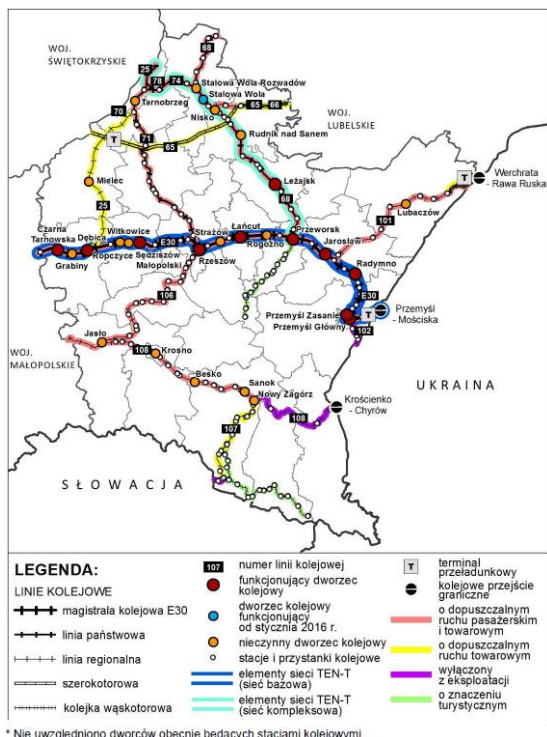 WOJ.
ŚWIĘTOKRZYSKIE
68
25
78
74
Stalowa Wola-Rozwadów
Stalowa Wola
Tarnobrzeg
Nisko
65
66
WOJ.
LUBELSKIE
70
71
T
65
Rudnik nad Sanem
Mielec
Leżajsk
68
T
Werchrata
- Rawa Ruska
Lubaczów
101
25
Czarna
Tarnowska
Dębica
Witkowice
E30
Strażów
Łańcut
Przeworsk
Jarosław
Grabiny
Ropczyce
Sędziszów
Małopolski
Rzeszów
Rogóżno
Radymno
E30
106
Przemyśl Zasanie
Przemyśl Główny
T
102
Przemyśl
- Mościska
Jasło
WOJ.
MAŁOPOLSKIE
108
Krosno
Besko
Sanok
Nowy Zagórz
108
Krościenko
- Chyrów
UKRAINA
107
SŁOWACJA
LEGENDA:
LINIE KOLEJOWE
magistrala kolejowa E30
linia państwowa
linia regionalna
szerokotorowa
kolejka wąskotorowa
107
numer linii kolejowej
funkcjonujący dworzec
kolejowy
dworzec kolejowy
funkcjonujący
od stycznia 2016 r.
nieczynny dworzec kolejowy
stacje i przystanki kolejowe
elementy sieci TEN-T
(sieć bazowa)
elementy sieci TEN-T
(sieć kompleksowa)
T
terminal
przeładunkowy
kolejowe przejście
graniczne
o dopuszczalnym
ruchu pasażerskim
i towarowym
o dopuszczalnym
ruchu towarowym
wyłączony
z eksploatacji
o znaczeniu
turystycznym
* Nie uwzględniono dworców obecnie będących stacjami kolejowymi